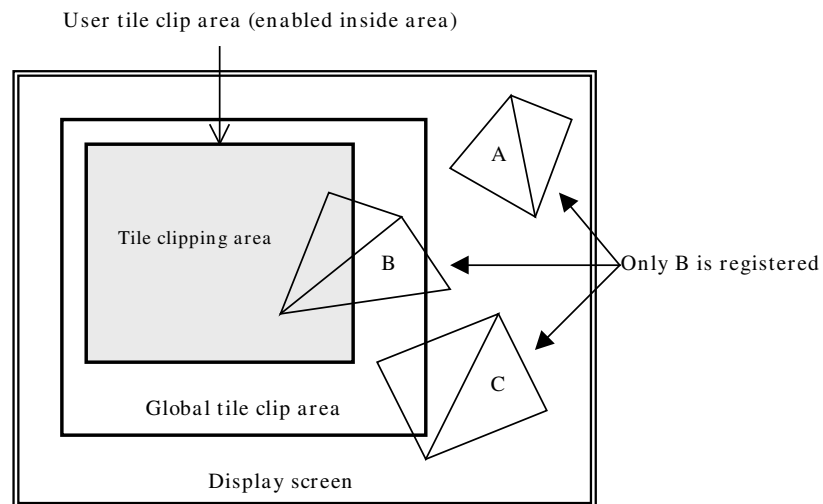 User tile clip area (enabled inside area)
A
Tile clipping area
B
Only B is registered
C
Global tile clip area
Display screen